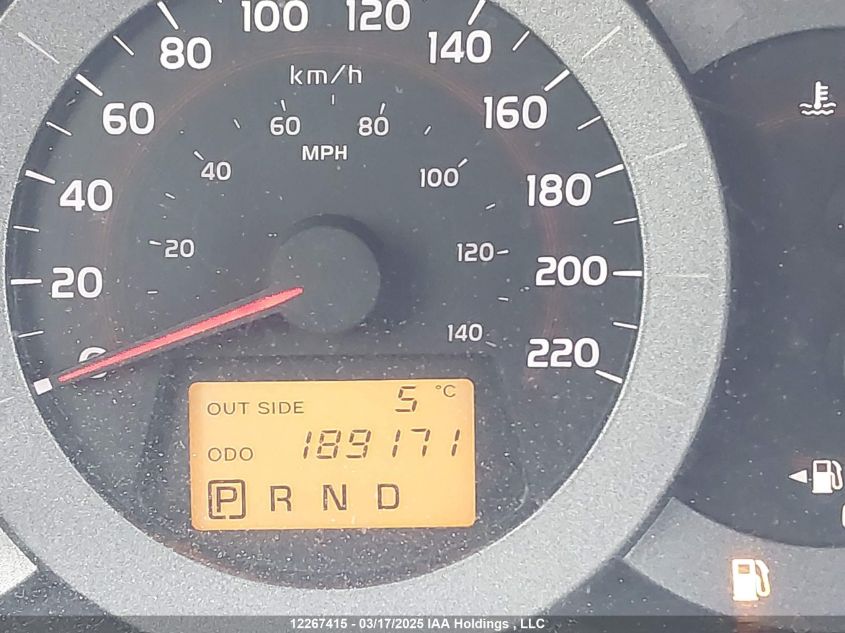 100 120
80 140
km/h
60 160
60 80
MPH
40 100
40 180
20 120
20 200
140
0 220
OUT SIDE 5 °C
ODO 189171
P R N D
12267415 - 03/17/2025 IAA Holdings , LLC